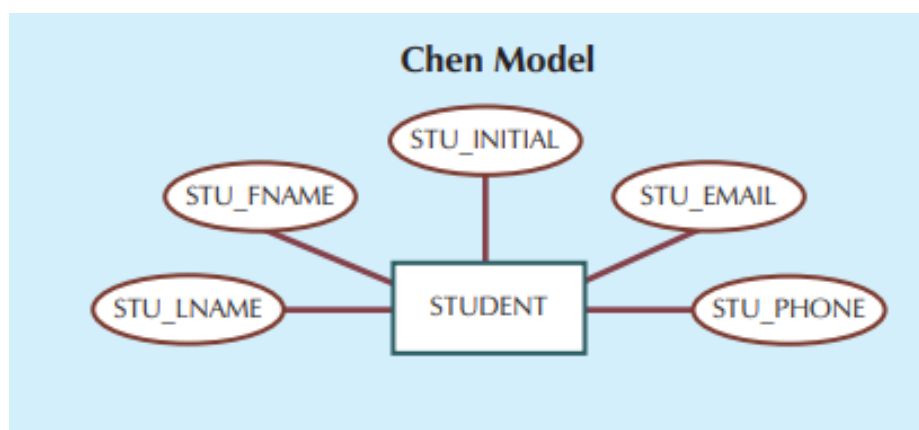 Chen Model
STU_INITIAL
STU_FNAME
STU_EMAIL
STU_LNAME
STUDENT
STU_PHONE